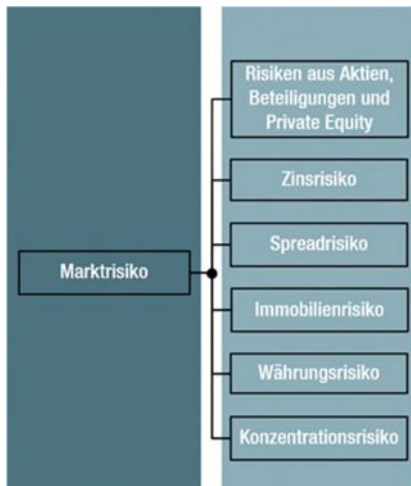 Marktrisiko
Risiken aus Aktien,
Beteiligungen und
Private Equity
Zinsrisiko
Spreadrisiko
Immobilienrisiko
Währungsrisiko
Konzentrationsrisiko